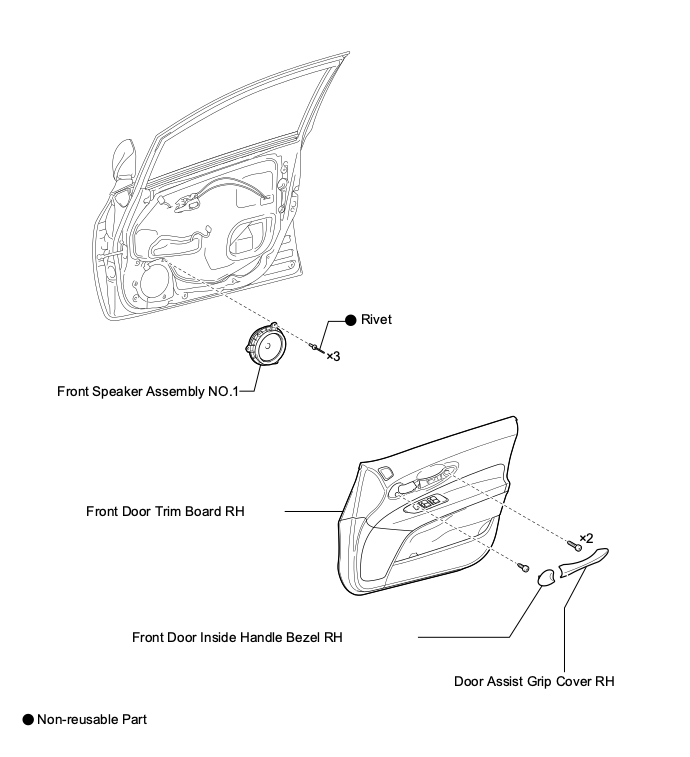 ● Rivet
×3
Front Speaker Assembly NO.1
Front Door Trim Board RH
×2
Front Door Inside Handle Bezel RH
Door Assist Grip Cover RH
● Non-reusable Part